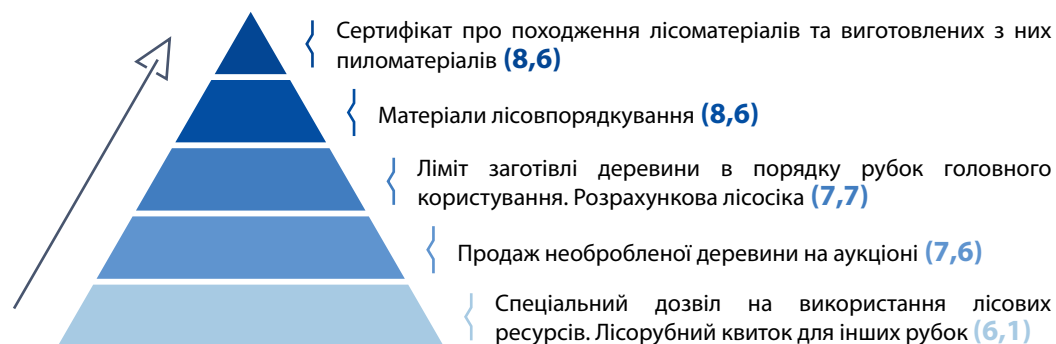 Сертифікат про походження лісоматеріалів та виготовлених з них
пиломатеріалів (8,6)
Матеріали лісовпорядкування (8,6)
Ліміт заготівлі деревини в порядку рубок головного
користування. Розрахункова лісосіка (7,7)
Продаж необробленої деревини на аукціоні (7,6)
Спеціальний дозвіл на використання лісових
ресурсів. Лісорубний квиток для інших рубок (6,1)